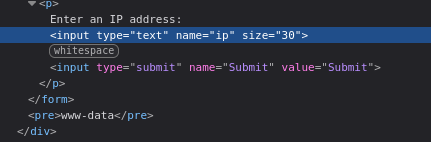 <p>
Enter an IP address:
<input type="text" name="ip" size="30">
whitespace
<input type="submit" name="Submit" value="Submit">
</p>
</form>
<pre>www-data</pre>
</div>